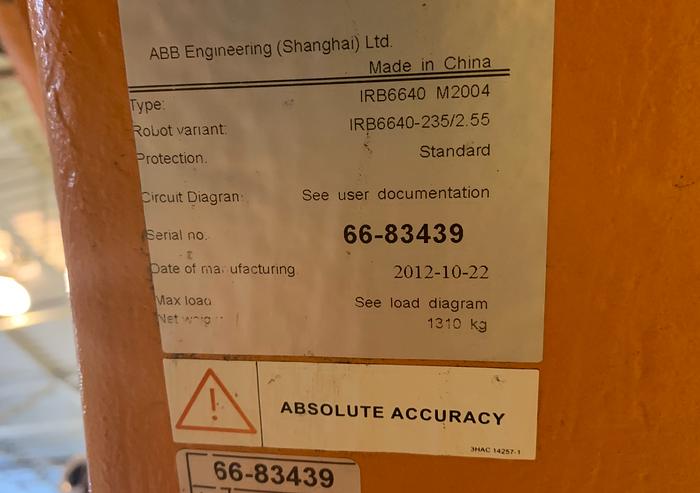 ABB Engineering (Shanghai) Ltd.
Made in China
Type: IRB6640 M2004
Robot variant: IRB6640-235/2.55
Protection. Standard
Circuit Diagran: See user documentation
Serial no. 66-83439
Date of manufacturing 2012-10-22
Max load See load diagram
Net 1310 kg
ABSOLUTE ACCURACY
3HAC 14257-1
66-83439